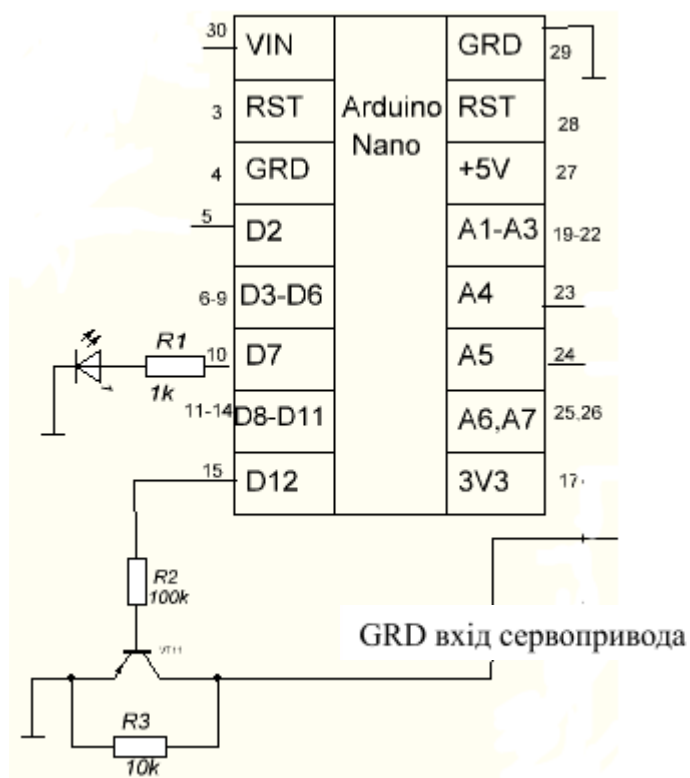 30 VIN GRD 29
3 RST Arduino Nano RST 28
4 GRD +5V 27
5 D2 A1-A3 19-22
6-9 D3-D6 A4 23
R1 1k 10 D7 A5 24
11-14 D8-D11 A6,A7 25,26
15 D12 3V3 17
R2
100k
GRD вхід сервопривода
R3
10k